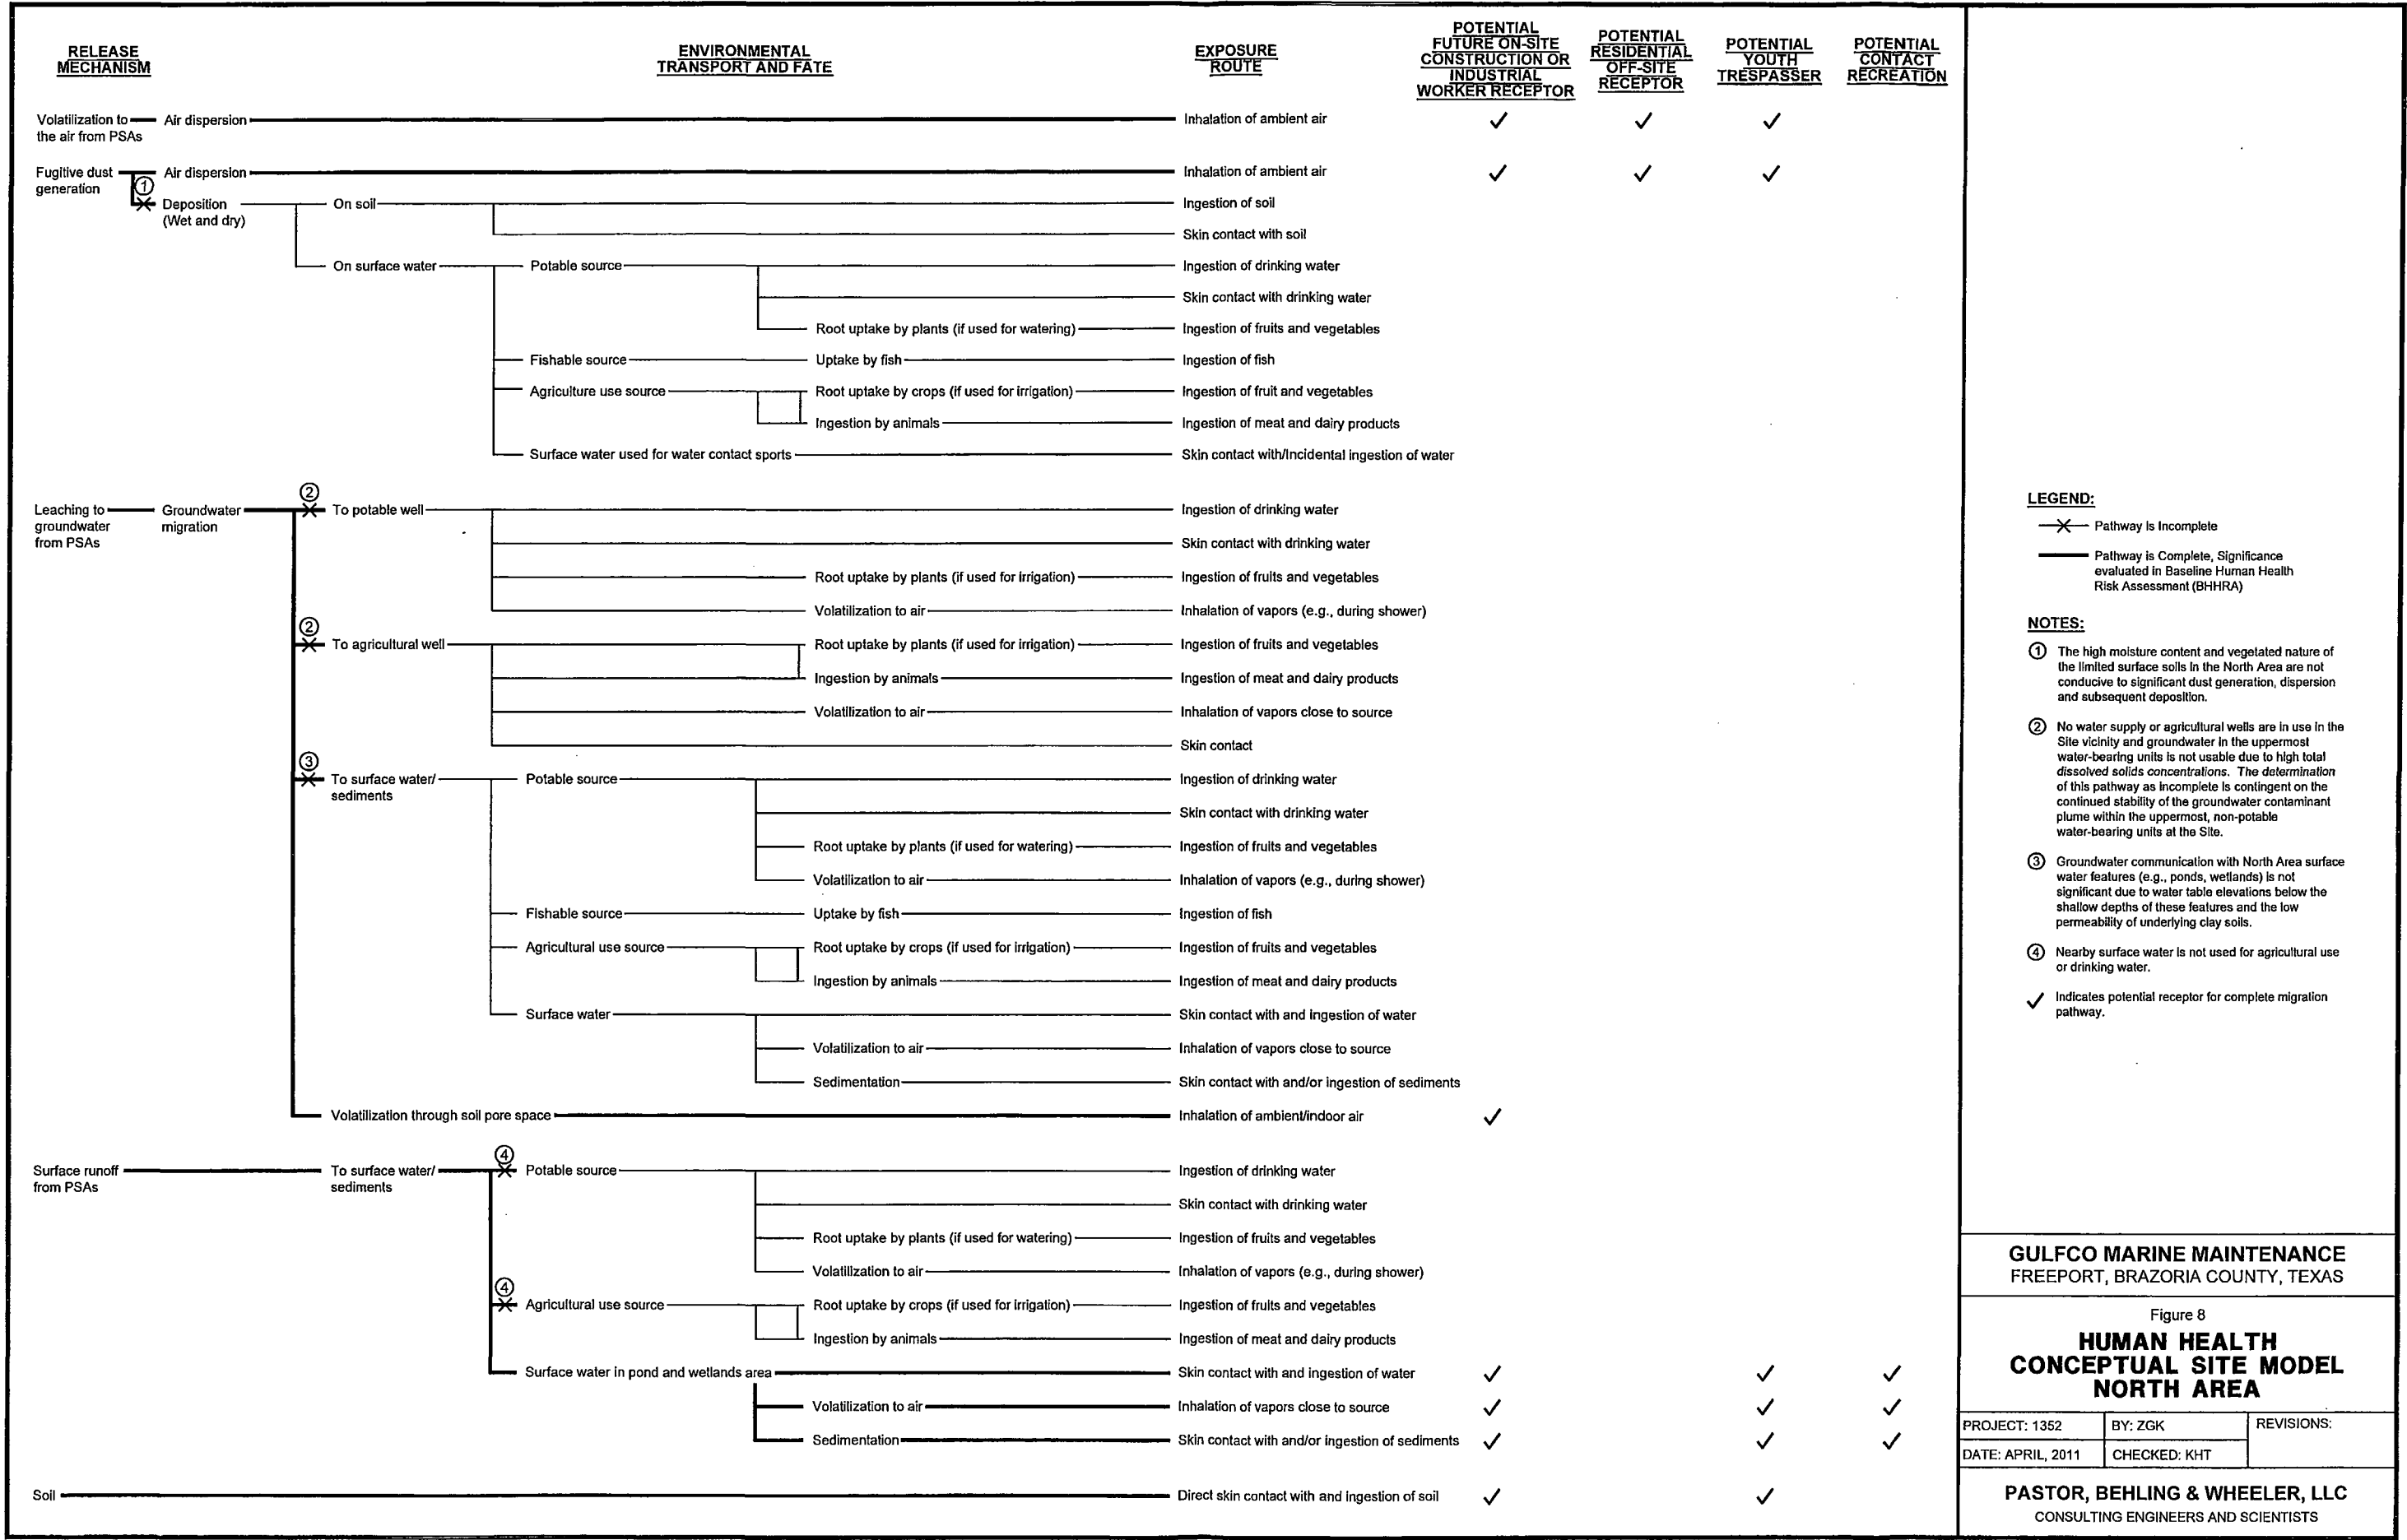 RELEASE
MECHANISM
ENVIRONMENTAL
TRANSPORT AND FATE
EXPOSURE
ROUTE
POTENTIAL
FUTURE ON-SITE
CONSTRUCTION OR
INDUSTRIAL
WORKER RECEPTOR
POTENTIAL
RESIDENTIAL
OFF-SITE
RECEPTOR
POTENTIAL
YOUTH
TRESPASSER
POTENTIAL
CONTACT
RECREATION
Volatilization to
the air from PSAs
Air dispersion
Inhalation of ambient air
✓ ✓ ✓
Fugitive dust
generation
Air dispersion
Inhalation of ambient air
✓ ✓ ✓
1
Deposition
(Wet and dry)
On soil
Ingestion of soil
Skin contact with soil
On surface water
Potable source
Ingestion of drinking water
Skin contact with drinking water
Root uptake by plants (if used for watering)
Ingestion of fruits and vegetables
Fishable source
Uptake by fish
Ingestion of fish
Agriculture use source
Root uptake by crops (if used for irrigation)
Ingestion of fruit and vegetables
Ingestion by animals
Ingestion of meat and dairy products
Surface water used for water contact sports
Skin contact with/Incidental ingestion of water
Leaching to
groundwater
from PSAs
Groundwater
migration
2
To potable well
Ingestion of drinking water
Skin contact with drinking water
Root uptake by plants (if used for irrigation)
Ingestion of fruits and vegetables
Volatilization to air
Inhalation of vapors (e.g., during shower)
2
To agricultural well
Root uptake by plants (if used for irrigation)
Ingestion of fruits and vegetables
Ingestion by animals
Ingestion of meat and dairy products
Volatilization to air
Inhalation of vapors close to source
Skin contact
3
To surface water/
sediments
Potable source
Ingestion of drinking water
Skin contact with drinking water
Root uptake by plants (if used for watering)
Ingestion of fruits and vegetables
Volatilization to air
Inhalation of vapors (e.g., during shower)
Fishable source
Uptake by fish
Ingestion of fish
Agricultural use source
Root uptake by crops (if used for irrigation)
Ingestion of fruits and vegetables
Ingestion by animals
Ingestion of meat and dairy products
Surface water
Skin contact with and ingestion of water
Volatilization to air
Inhalation of vapors close to source
Sedimentation
Skin contact with and/or ingestion of sediments
Volatilization through soil pore space
Inhalation of ambient/indoor air
✓
Surface runoff
from PSAs
To surface water/
sediments
4
Potable source
Ingestion of drinking water
Skin contact with drinking water
Root uptake by plants (if used for watering)
Ingestion of fruits and vegetables
Volatilization to air
Inhalation of vapors (e.g., during shower)
4
Agricultural use source
Root uptake by crops (if used for irrigation)
Ingestion of fruits and vegetables
Ingestion by animals
Ingestion of meat and dairy products
Surface water in pond and wetlands area
Skin contact with and ingestion of water
✓ ✓ ✓
Volatilization to air
Inhalation of vapors close to source
✓ ✓ ✓
Sedimentation
Skin contact with and/or ingestion of sediments
✓ ✓ ✓
Soil
Direct skin contact with and ingestion of soil
✓ ✓
LEGEND:
Pathway is Incomplete
Pathway is Complete, Significance
evaluated in Baseline Human Health
Risk Assessment (BHHRA)
NOTES:
1 The high moisture content and vegetated nature of
the limited surface soils in the North Area are not
conducive to significant dust generation, dispersion
and subsequent deposition.
2 No water supply or agricultural wells are in use in the
Site vicinity and groundwater in the uppermost
water-bearing units is not usable due to high total
dissolved solids concentrations. The determination
of this pathway as incomplete is contingent on the
continued stability of the groundwater contaminant
plume within the uppermost, non-potable
water-bearing units at the Site.
3 Groundwater communication with North Area surface
water features (e.g., ponds, wetlands) is not
significant due to water table elevations below the
shallow depths of these features and the low
permeability of underlying clay soils.
4 Nearby surface water is not used for agricultural use
or drinking water.
✓ Indicates potential receptor for complete migration
pathway.
GULFCO MARINE MAINTENANCE
FREEPORT, BRAZORIA COUNTY, TEXAS
Figure 8
HUMAN HEALTH
CONCEPTUAL SITE MODEL
NORTH AREA
PROJECT: 1352
BY: ZGK
REVISIONS:
DATE: APRIL, 2011
CHECKED: KHT
PASTOR, BEHLING & WHEELER, LLC
CONSULTING ENGINEERS AND SCIENTISTS